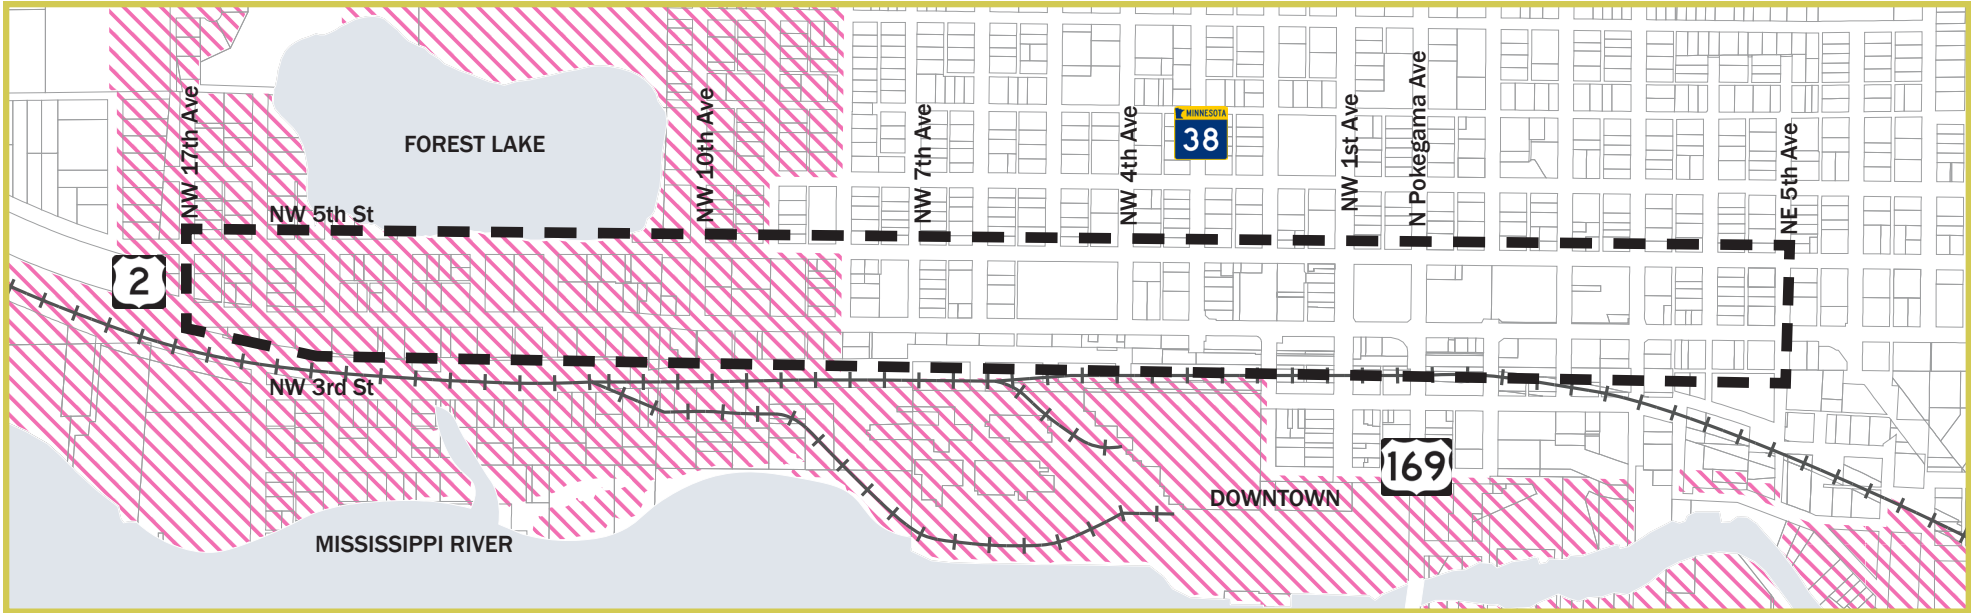 NW 17th Ave
FOREST LAKE
NW 10th Ave
NW 7th Ave
NW 4th Ave
MINNESOTA
38
NW 1st Ave
N Pokegama Ave
NE 5th Ave
NW 5th St
2
NW 3rd St
169
DOWNTOWN
MISSISSIPPI RIVER